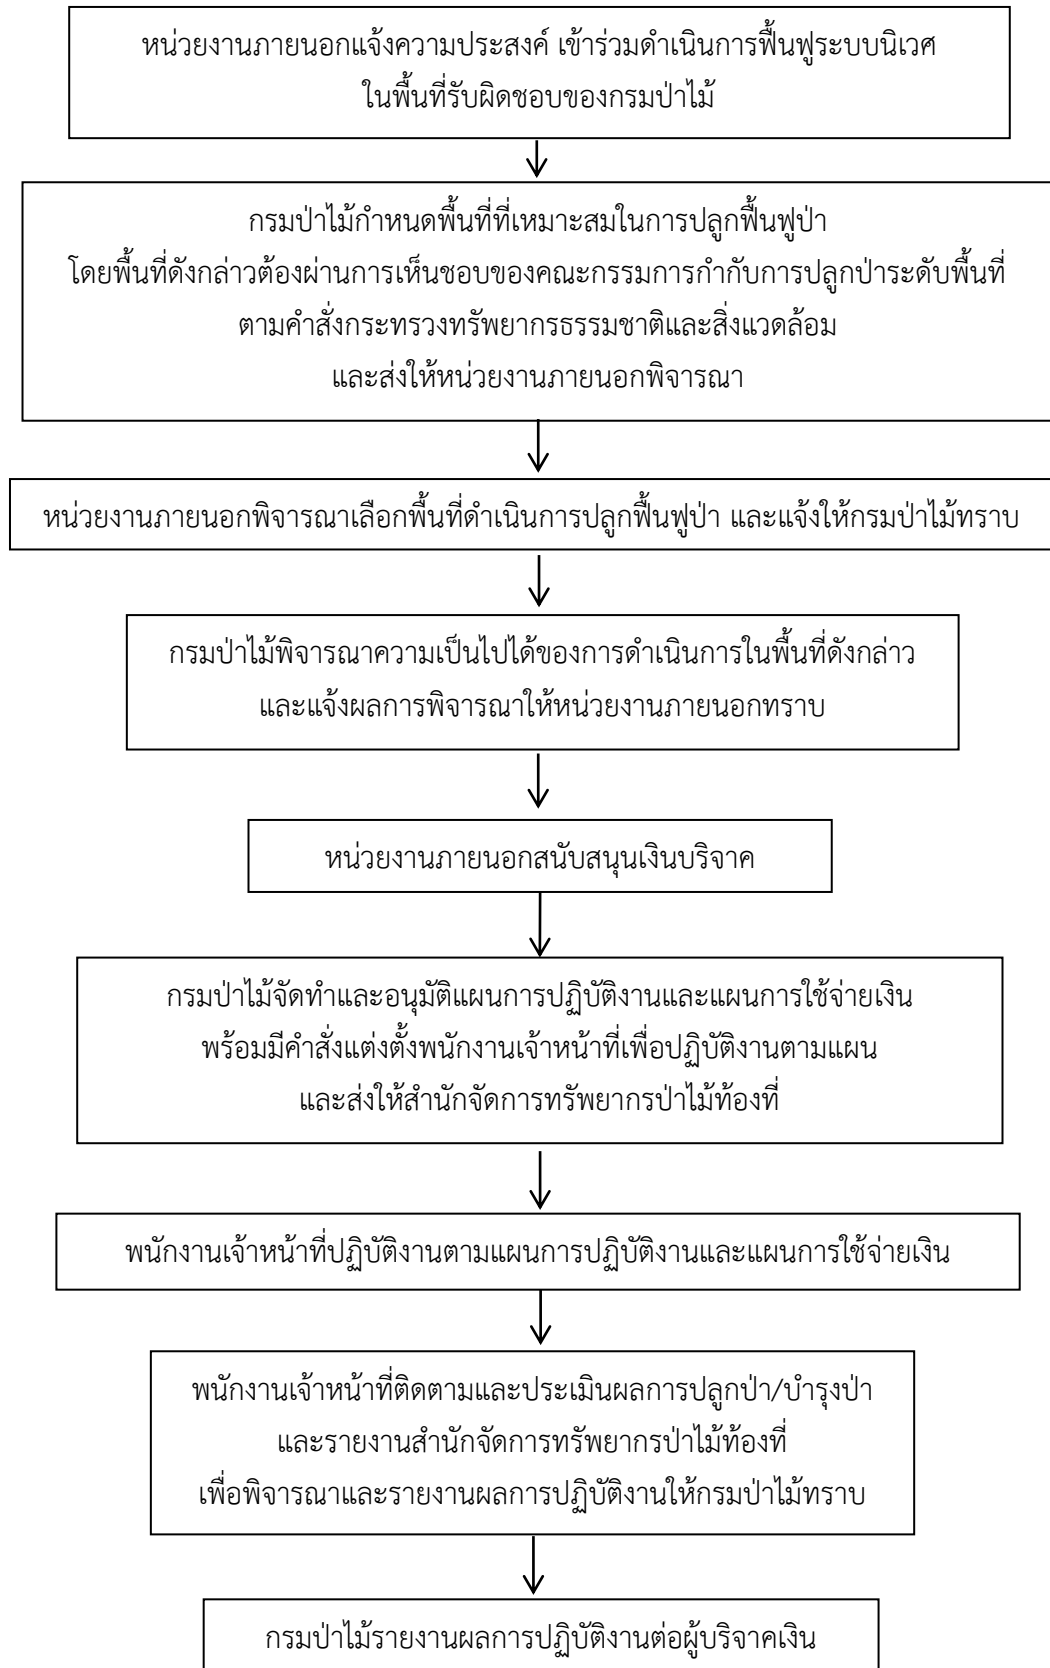 หน่วยงานภายนอกแจ้งความประสงค์ เข้าร่วมดำเนินการฟื้นฟูระบบนิเวศ
ในพื้นที่รับผิดชอบของกรมป่าไม้
กรมป่าไม้กำหนดพื้นที่ที่เหมาะสมในการปลูกฟื้นฟูป่า
โดยพื้นที่ดังกล่าวต้องผ่านการเห็นชอบของคณะกรรมการกำกับการปลูกป่าระดับพื้นที่
ตามคำสั่งกระทรวงทรัพยากรธรรมชาติและสิ่งแวดล้อม
และส่งให้หน่วยงานภายนอกพิจารณา
หน่วยงานภายนอกพิจารณาเลือกพื้นที่ดำเนินการปลูกฟื้นฟูป่า และแจ้งให้กรมป่าไม้ทราบ
กรมป่าไม้พิจารณาความเป็นไปได้ของการดำเนินการในพื้นที่ดังกล่าว
และแจ้งผลการพิจารณาให้หน่วยงานภายนอกทราบ
หน่วยงานภายนอกสนับสนุนเงินบริจาค
กรมป่าไม้จัดทำและอนุมัติแผนการปฏิบัติงานและแผนการใช้จ่ายเงิน
พร้อมมีคำสั่งแต่งตั้งพนักงานเจ้าหน้าที่เพื่อปฏิบัติงานตามแผน
และส่งให้สำนักจัดการทรัพยากรป่าไม้ท้องที่
พนักงานเจ้าหน้าที่ปฏิบัติงานตามแผนการปฏิบัติงานและแผนการใช้จ่ายเงิน
พนักงานเจ้าหน้าที่ติดตามและประเมินผลการปลูกป่า/บำรุงป่า
และรายงานสำนักจัดการทรัพยากรป่าไม้ท้องที่
เพื่อพิจารณาและรายงานผลการปฏิบัติงานให้กรมป่าไม้ทราบ
กรมป่าไม้รายงานผลการปฏิบัติงานต่อผู้บริจาคเงิน